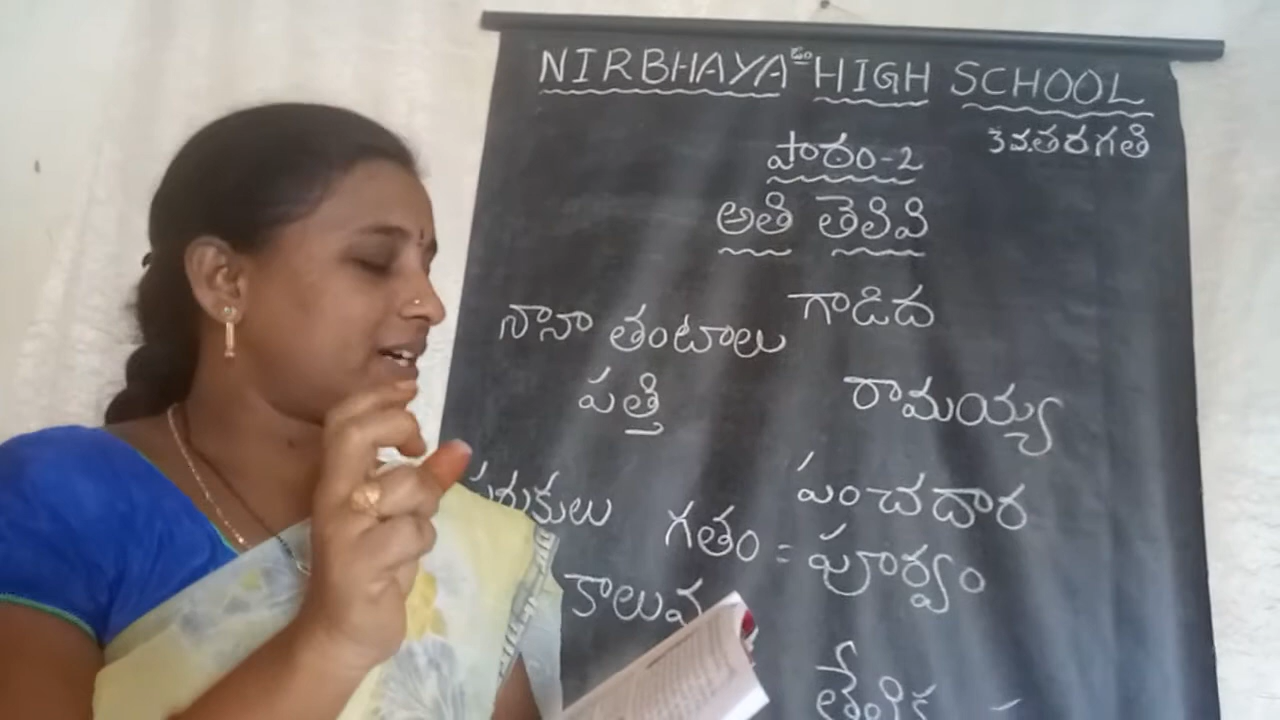 NIRBHAYA ఇం HIGH SCHOOL
3వ తరగతి
పాఠం-2
అతి తెలివి
గాడిద
నానా తంటాలు
పత్తి
రామయ్య
పంచదార
సరుకులు
గతం = పూర్వం
కాలువ
తేలిక